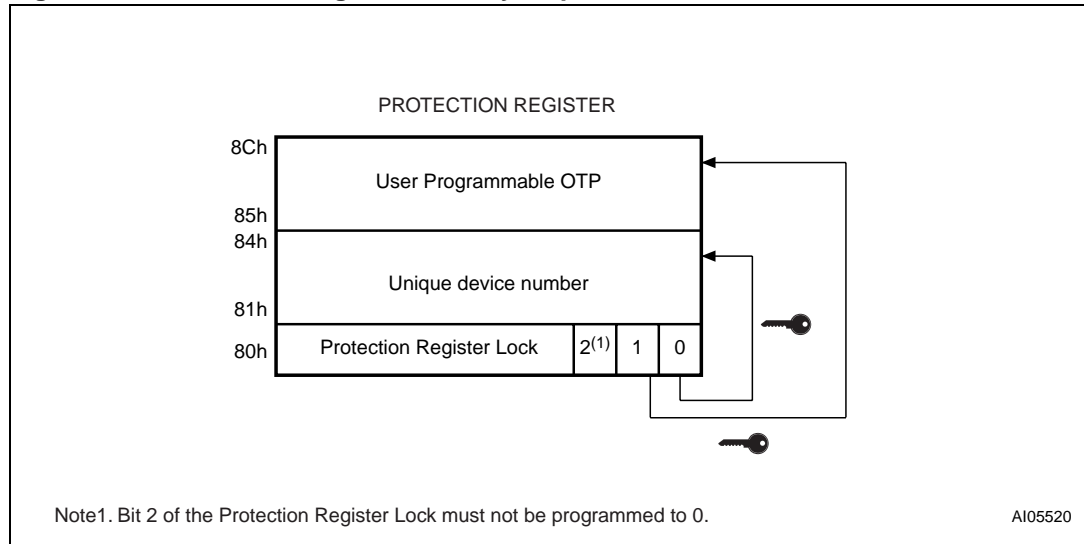 PROTECTION REGISTER
8Ch
User Programmable OTP
85h
84h
Unique device number
81h
80h Protection Register Lock 2(1) 1 0
Note1. Bit 2 of the Protection Register Lock must not be programmed to 0.
AI05520